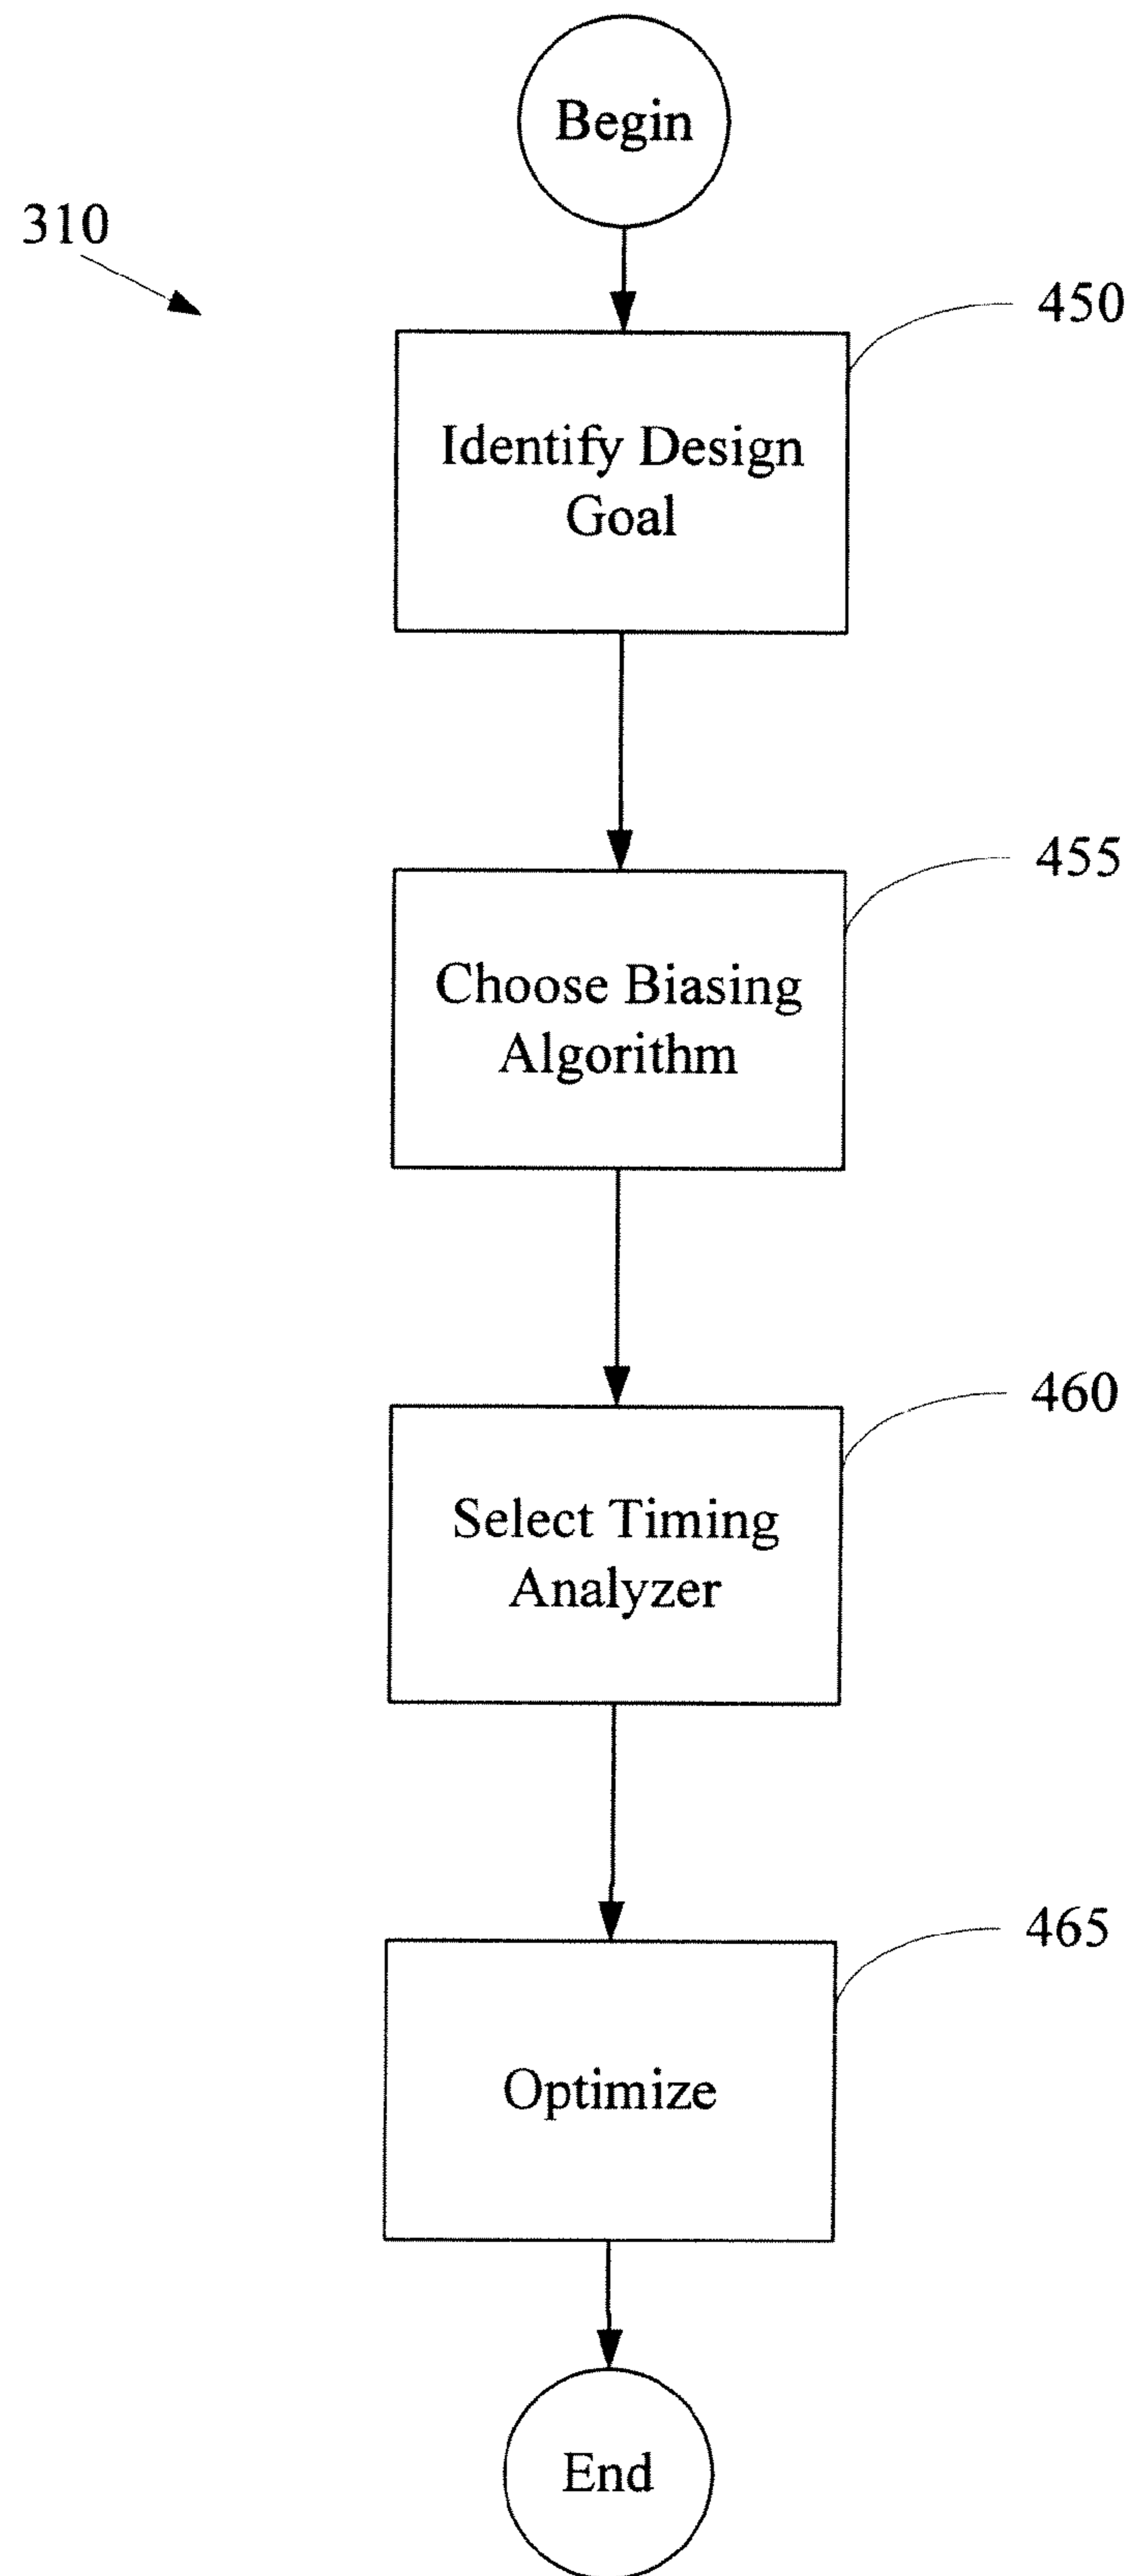 Begin
310
450
Identify Design
Goal
455
Choose Biasing
Algorithm
460
Select Timing
Analyzer
465
Optimize
End